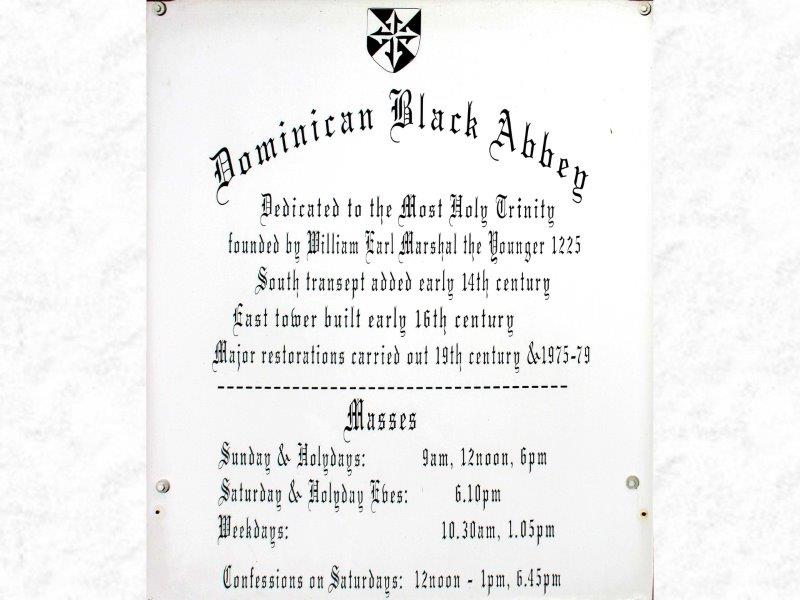 Dominican Black Abbey
Dedicated to the Most Holy Trinity
founded by William Earl Marshal the Younger 1225
South transept added early 14th century
East tower built early 16th century
Major restorations carried out 19th century & 1975-79
Masses
Sunday & Holydays: 9am, 12noon, 6pm
Saturday & Holyday Eves: 6.10pm
Weekdays: 10.30am, 1.05pm
Confessions on Saturdays: 12noon - 1pm, 6.45pm